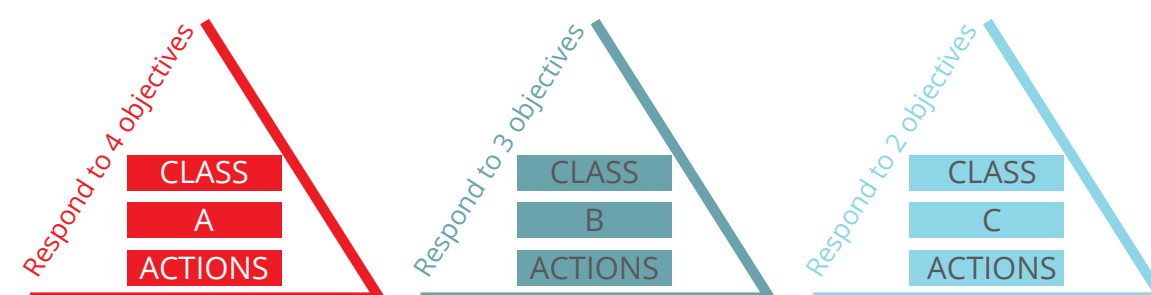 Respond to 4 objectives
CLASS
A
ACTIONS
Respond to 3 objectives
CLASS
B
ACTIONS
Respond to 2 objectives
CLASS
C
ACTIONS